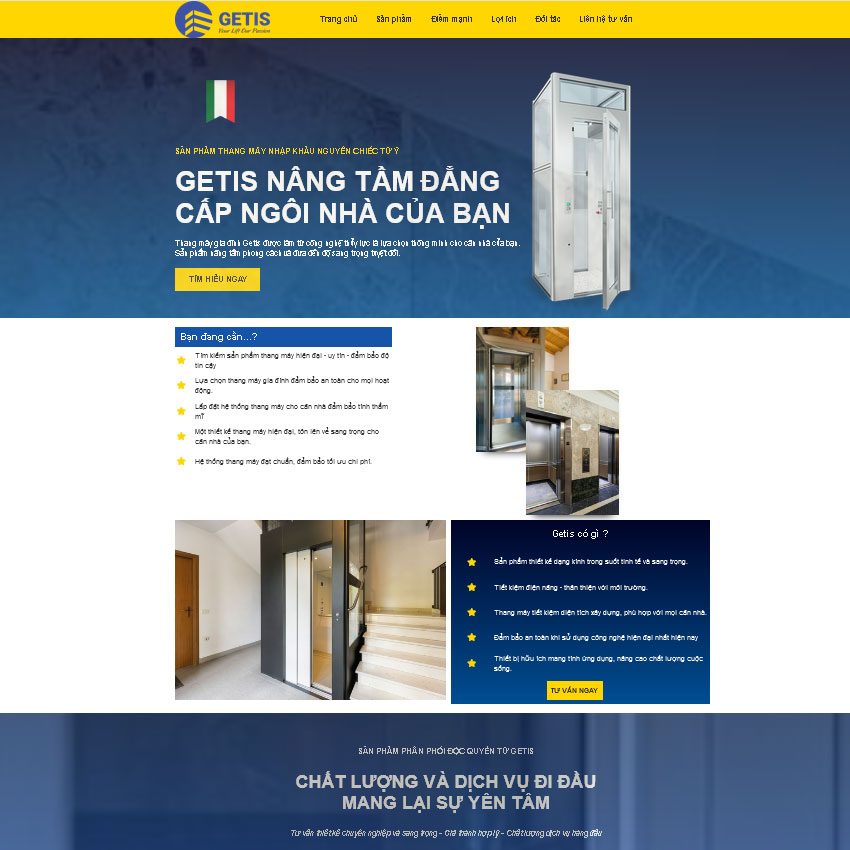 GETIS
Your Lift Our Passion
Trang chủ
Sản phẩm
Điểm mạnh
Lợi ích
Đối tác
Liên hệ tư vấn
SẢN PHẨM THANG MÁY NHẬP KHẨU NGUYÊN CHIẾC TỪ Ý
GETIS NÂNG TẦM ĐẲNG
CẤP NGÔI NHÀ CỦA BẠN
Thang máy gia đình Getis được làm từ công nghệ thủy lực là lựa chọn thông minh cho căn nhà của bạn.
Sản phẩm nâng tầm phong cách và đưa đến độ sang trọng tuyệt đối.
TÌM HIỂU NGAY
Bạn đang cần...?
Tìm kiếm sản phẩm thang máy hiện đại - uy tín - đảm bảo độ
tin cậy
Lựa chọn thang máy gia đình đảm bảo an toàn cho mọi hoạt
động.
Lắp đặt hệ thống thang máy cho căn nhà đảm bảo tính thẩm
mĩ
Một thiết kế thang máy hiện đại, tôn lên vẻ sang trọng cho
căn nhà của bạn.
Hệ thống thang máy đạt chuẩn, đảm bảo tối ưu chi phí.
Getis có gì ?
Sản phẩm thiết kế dạng kính trong suốt tinh tế và sang trọng.
Tiết kiệm điện năng - thân thiện với môi trường.
Thang máy tiết kiệm diện tích xây dựng, phù hợp với mọi căn nhà.
Đảm bảo an toàn khi sử dụng công nghệ hiện đại nhất hiện nay
Thiết bị hữu ích mang tính ứng dụng, nâng cao chất lượng cuộc
sống.
TƯ VẤN NGAY
SẢN PHẨM PHÂN PHỐI ĐỘC QUYỀN TỪ GETIS
CHẤT LƯỢNG VÀ DỊCH VỤ ĐI ĐẦU
MANG LẠI SỰ YÊN TÂM
Tư vấn thiết kế chuyên nghiệp và sang trọng – Giá thành hợp lý – Chất lượng dịch vụ hàng đầu